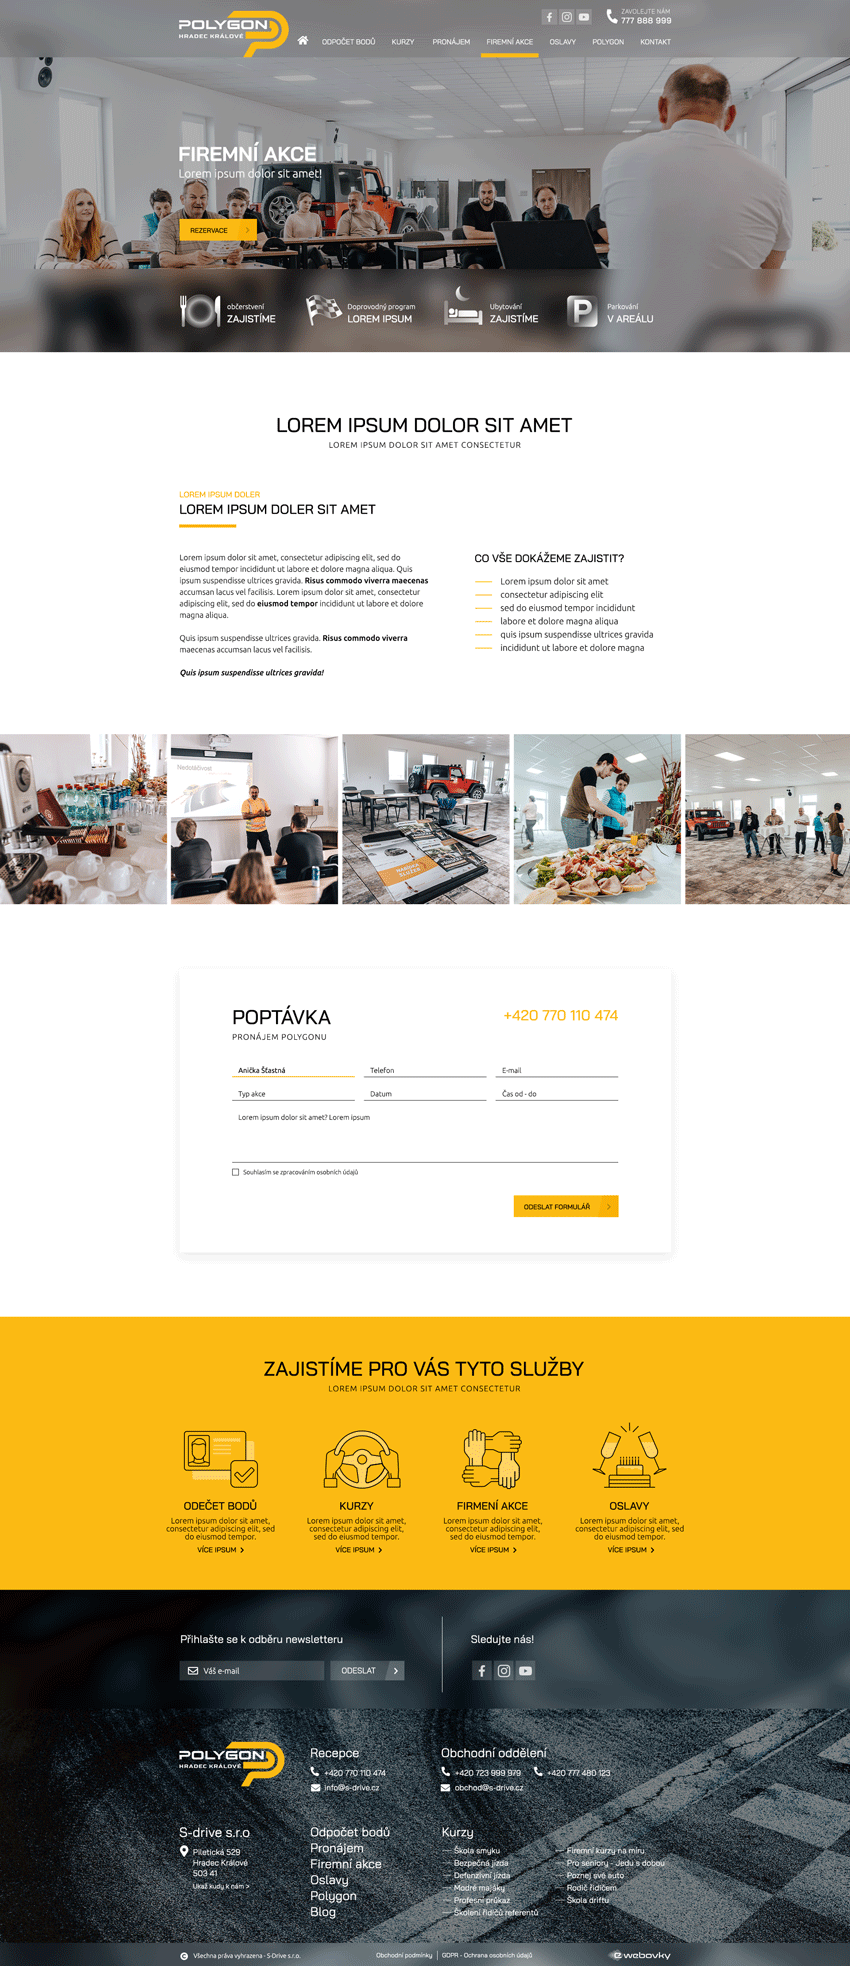 POLYGON
HRADEC KRÁLOVÉ
ZAVOLEJTE NÁM
777 888 999
ODPOČET BODŮ KURZY PRONÁJEM FIREMNÍ AKCE OSLAVY POLYGON KONTAKT
FIREMNÍ AKCE
Lorem ipsum dolor sit amet!
REZERVACE
občerstvení
ZAJISTÍME
Doprovodný program
LOREM IPSUM
Ubytování
ZAJISTÍME
P
Parkování
V AREÁLU
LOREM IPSUM DOLOR SIT AMET
LOREM IPSUM DOLOR SIT AMET CONSECTETUR
LOREM IPSUM DOLER
LOREM IPSUM DOLER SIT AMET
Lorem ipsum dolor sit amet, consectetur adipiscing elit, sed do
eiusmod tempor incididunt ut labore et dolore magna aliqua. Quis
ipsum suspendisse ultrices gravida. Risus commodo viverra maecenas
accumsan lacus vel facilisis. Lorem ipsum dolor sit amet, consectetur
adipiscing elit, sed do eiusmod tempor incididunt ut labore et dolore
magna aliqua.
Quis ipsum suspendisse ultrices gravida. Risus commodo viverra
maecenas accumsan lacus vel facilisis.
Quis ipsum suspendisse ultrices gravida!
CO VŠE DOKÁŽEME ZAJISTIT?
Lorem ipsum dolor sit amet
consectetur adipiscing elit
sed do eiusmod tempor incididunt
labore et dolore magna aliqua
quis ipsum suspendisse ultrices gravida
incididunt ut labore et dolore magna
POPTÁVKA
PRONÁJEM POLYGONU
+420 770 110 474
Anička Šťastná Telefon E-mail
Typ akce Datum Čas od - do
Lorem ipsum dolor sit amet? Lorem ipsum
Souhlasím se zpracováním osobních údajů
ODESLAT FORMULÁŘ
ZAJISTÍME PRO VÁS TYTO SLUŽBY
LOREM IPSUM DOLOR SIT AMET CONSECTETUR
ODEČET BODŮ
Lorem ipsum dolor sit amet,
consectetur adipiscing elit, sed
do eiusmod tempor.
VÍCE IPSUM
KURZY
Lorem ipsum dolor sit amet,
consectetur adipiscing elit,
sed do eiusmod tempor.
VÍCE IPSUM
FIRMENÍ AKCE
Lorem ipsum dolor sit amet,
consectetur adipiscing elit,
sed do eiusmod tempor.
VÍCE IPSUM
OSLAVY
Lorem ipsum dolor sit amet,
consectetur adipiscing elit, sed
do eiusmod tempor.
VÍCE IPSUM
Přihlašte se k odběru newsletteru
Váš e-mail
ODESLAT
Sledujte nás!
POLYGON
HRADEC KRÁLOVÉ
Recepce
+420 770 110 474
info@s-drive.cz
Obchodní oddělení
+420 723 999 979 +420 777 480 123
obchod@s-drive.cz
S-drive s.r.o
Piletická 529
Hradec Králové
503 41
Ukaž kudy k nám >
Odpočet bodů
Pronájem
Firemní akce
Oslavy
Polygon
Blog
Kurzy
Škola smyku
Bezpečná jízda
Defenzivní jízda
Modré majáky
Profesní průkaz
Školení řidičů referentů
Firemní kurzy na míru
Pro seniory - Jedu s dobou
Poznej své auto
Rodič řidičem
Škola driftu
Všechna práva vyhrazena - S-Drive s.r.o.
Obchodní podmínky | GDPR - Ochrana osobních údajů
webovky